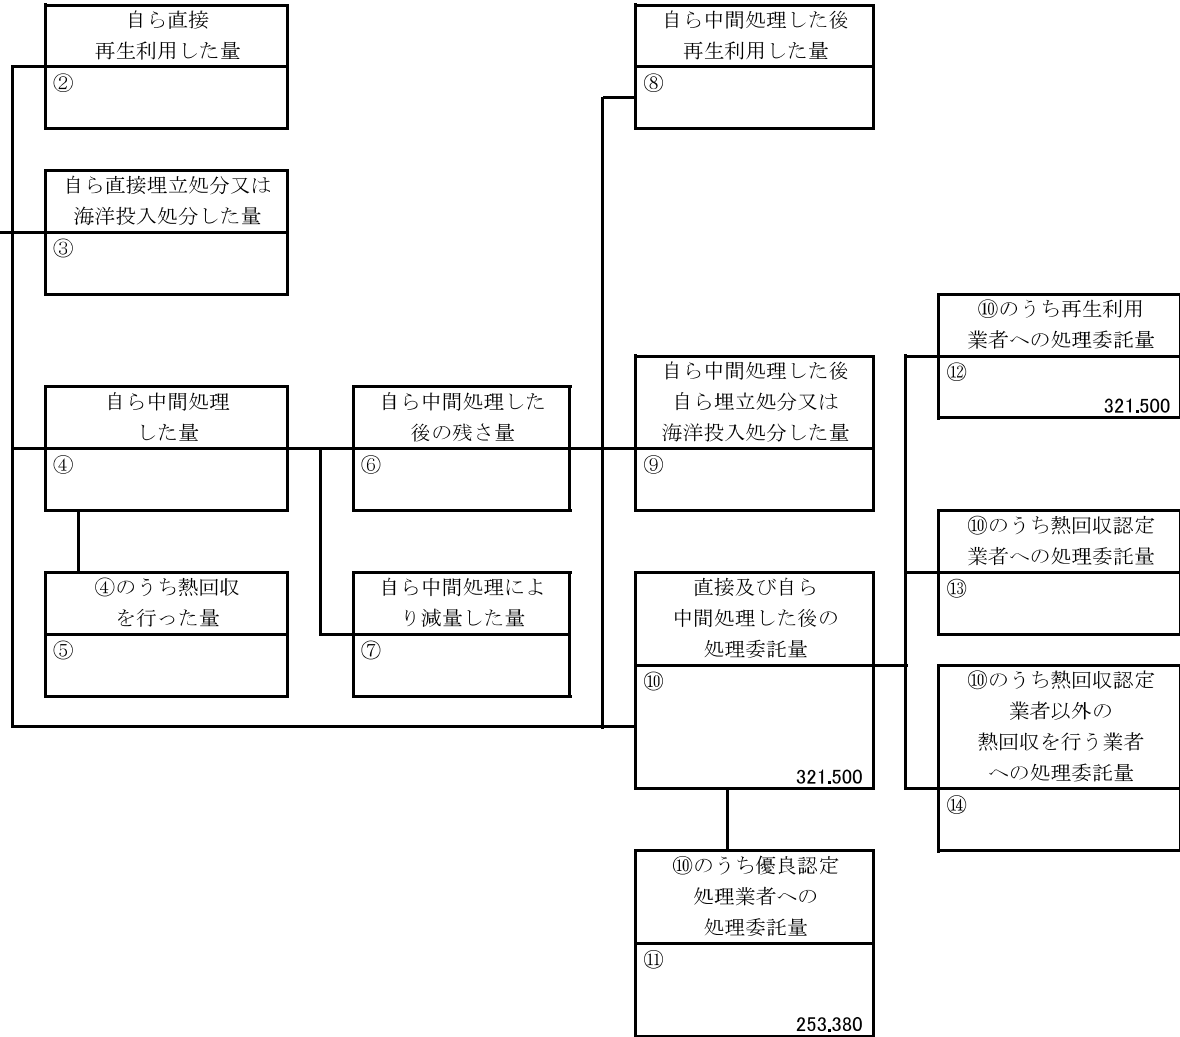 自ら直接
再生利用した量
②
自ら直接埋立処分又は
海洋投入処分した量
③
自ら中間処理
した量
④
④のうち熱回収
を行った量
⑤
自ら中間処理した
後の残さ量
⑥
自ら中間処理によ
り減量した量
⑦
自ら中間処理した後
再生利用した量
⑧
自ら中間処理した後
自ら埋立処分又は
海洋投入処分した量
⑨
直接及び自ら
中間処理した後の
処理委託量
⑩
321.500
⑩のうち優良認定
処理業者への
処理委託量
⑪
253.380
⑩のうち再生利用
業者への処理委託量
⑫
321.500
⑩のうち熱回収認定
業者への処理委託量
⑬
⑩のうち熱回収認定
業者以外の
熱回収を行う業者
への処理委託量
⑭